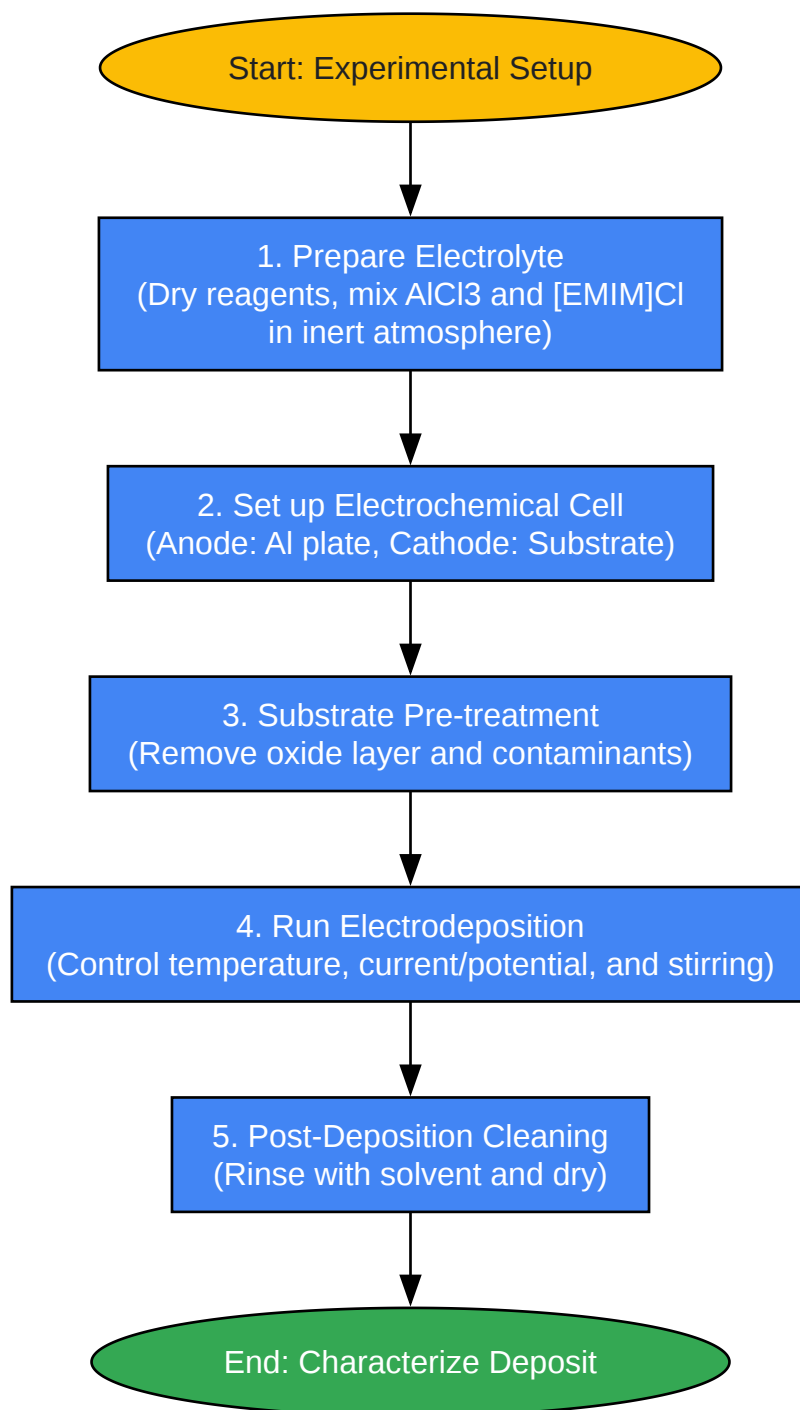 Start: Experimental Setup
1. Prepare Electrolyte
(Dry reagents, mix AlCl3 and [EMIM]Cl
in inert atmosphere)
2. Set up Electrochemical Cell
(Anode: Al plate, Cathode: Substrate)
3. Substrate Pre-treatment
(Remove oxide layer and contaminants)
4. Run Electrodeposition
(Control temperature, current/potential, and stirring)
5. Post-Deposition Cleaning
(Rinse with solvent and dry)
End: Characterize Deposit